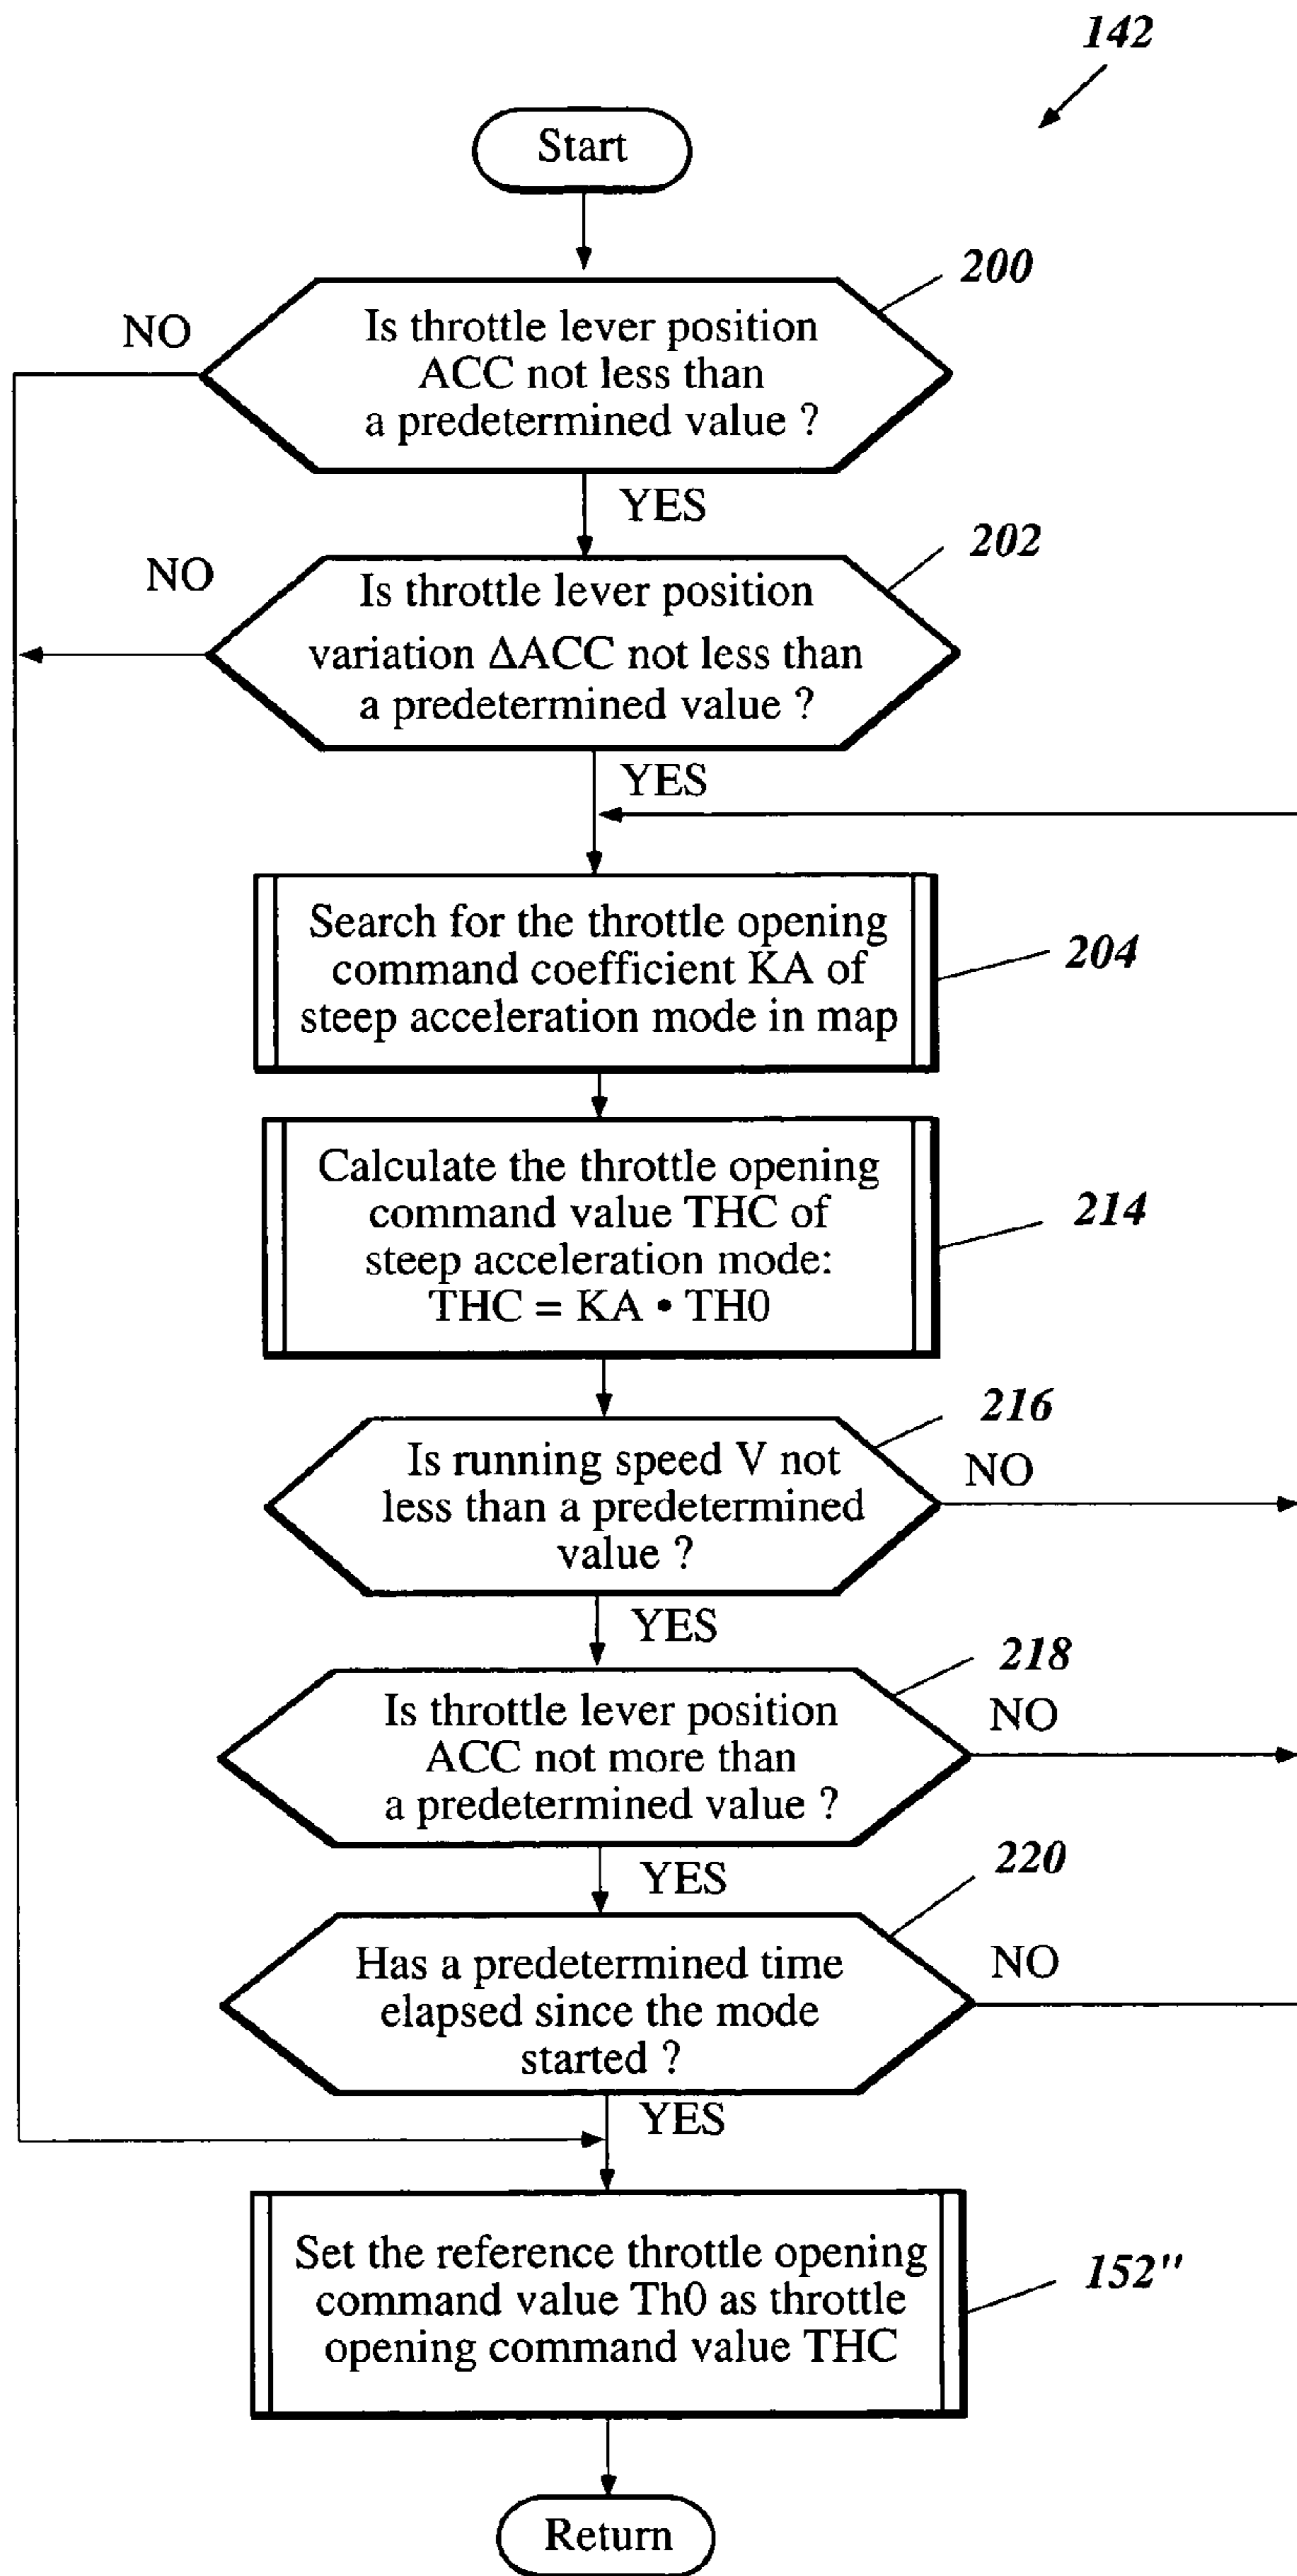 142
Start
200
NO
Is throttle lever position
ACC not less than
a predetermined value ?
YES
202
NO
Is throttle lever position
variation ΔACC not less than
a predetermined value ?
YES
Search for the throttle opening
command coefficient KA of
steep acceleration mode in map
204
Calculate the throttle opening
command value THC of
steep acceleration mode:
THC = KA • TH0
214
216
Is running speed V not
less than a predetermined
value ?
NO
YES
218
Is throttle lever position
ACC not more than
a predetermined value ?
NO
YES
220
Has a predetermined time
elapsed since the mode
started ?
NO
YES
Set the reference throttle opening
command value Th0 as throttle
opening command value THC
152"
Return